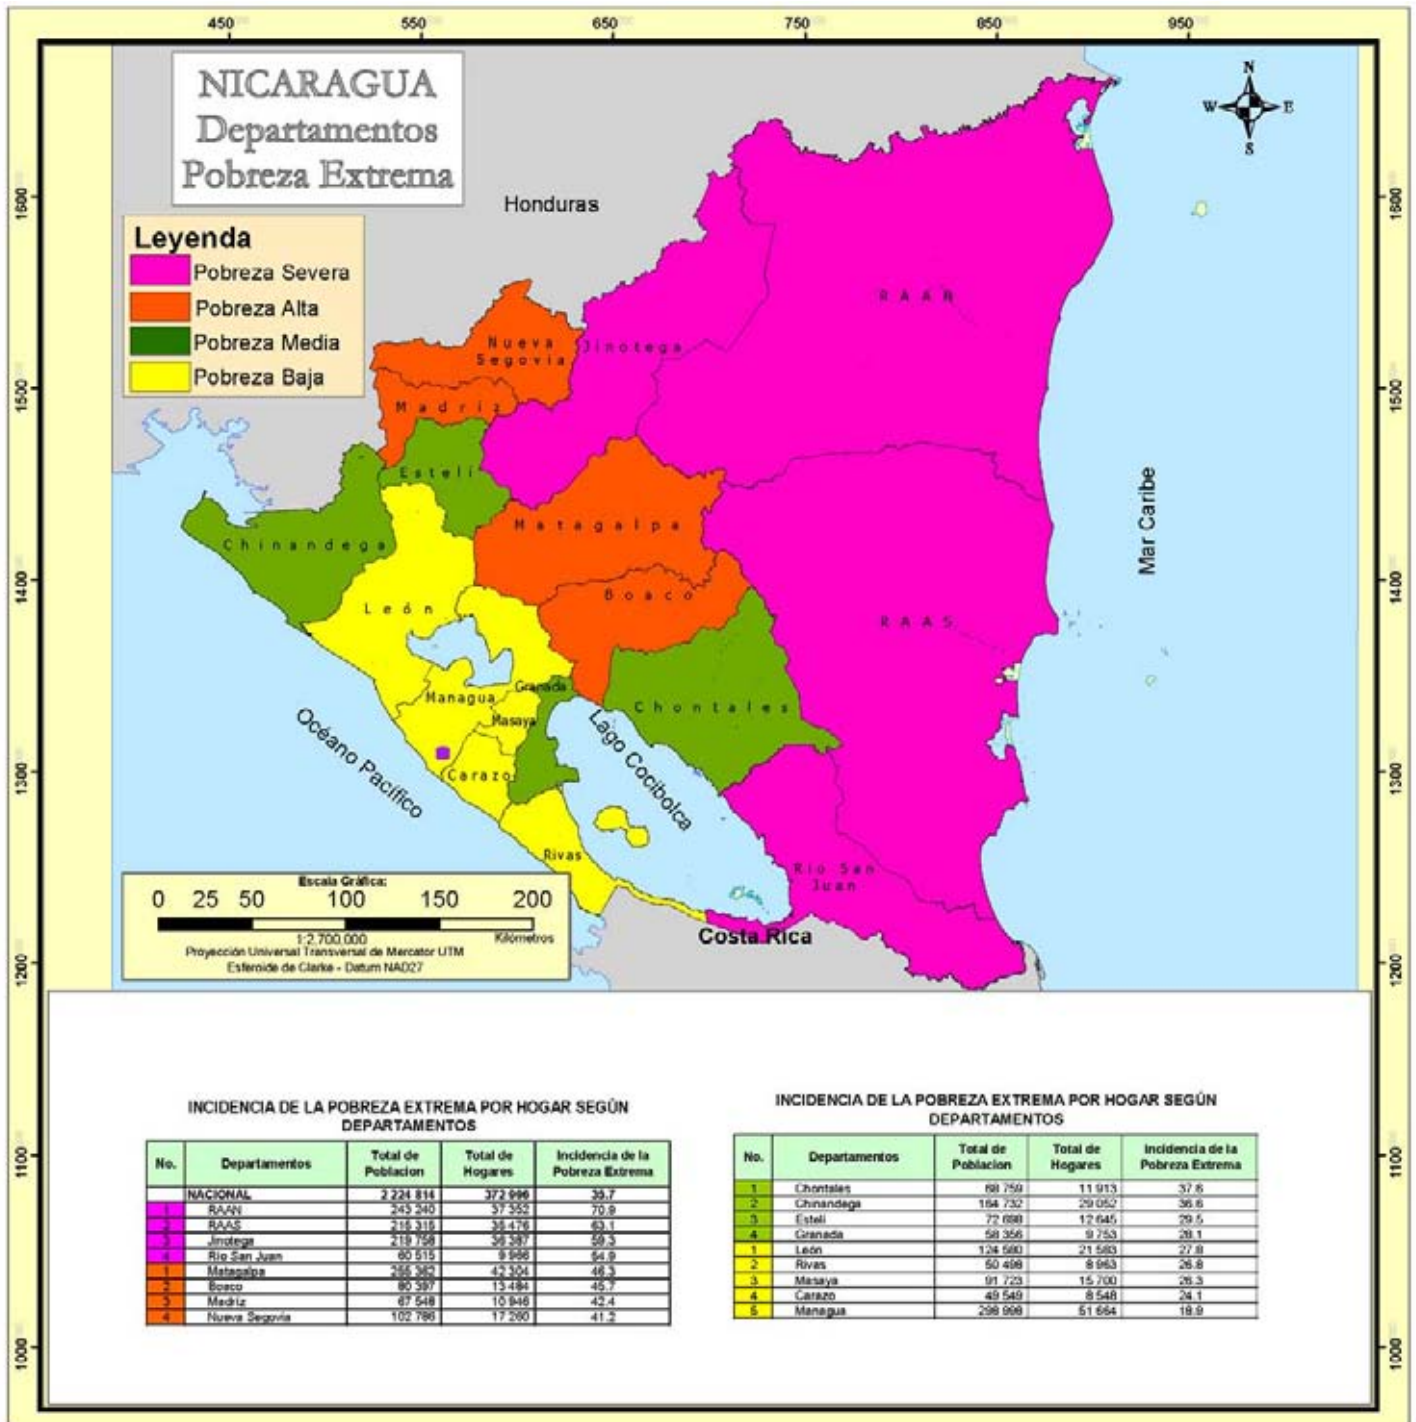 450 550 650 750 850 950
NICARAGUA
Departamentos
Pobreza Extrema
N
W E
S
Honduras
Leyenda
Pobreza Severa
Pobreza Alta
Pobreza Media
Pobreza Baja
1600 1600
1500 1500
1400 1400
1300 1300
1200 1200
1100 1100
1000 1000
RAAN
Jinotega
Nueva
Segovia
Madriz
Estelí
Matagalpa
Chinandega
Boaco
León
RAAS
Mar Caribe
Granada
Managua
Masaya
Chontales
Carazo
Océano Pacífico
Lago Cocibolca
Rivas
Rio San
Juan
Costa Rica
Escala Gráfica:
0 25 50 100 150 200
1:2.700,000 Kilómetros
Proyección Universal Transversal de Mercator UTM
Esferoide de Clarke - Datum NAD27
INCIDENCIA DE LA POBREZA EXTREMA POR HOGAR SEGÚN
DEPARTAMENTOS
No. Departamentos Total de Poblacion Total de Hogares Incidencia de la Pobreza Extrema
NACIONAL 2 224 814 372 996 35.7
1 RAAN 243 240 37 352 70.9
2 RAAS 215 315 35 476 63.1
3 Jinotega 219 758 36 387 59.3
4 Rio San Juan 60 515 9 966 54.9
1 Matagalpa 255 362 42 304 46.3
2 Boaco 80 397 13 484 45.7
3 Madriz 67 548 10 946 42.4
4 Nueva Segovia 102 786 17 260 41.2
INCIDENCIA DE LA POBREZA EXTREMA POR HOGAR SEGÚN
DEPARTAMENTOS
No. Departamentos Total de Poblacion Total de Hogares Incidencia de la Pobreza Extrema
1 Chontales 68 759 11 913 37.6
2 Chinandega 164 732 29 052 36.6
3 Estelí 72 698 12 645 29.5
4 Granada 58 356 9 753 28.1
1 León 124 580 21 583 27.8
2 Rivas 50 498 8 963 26.8
3 Masaya 91 723 15 700 26.3
4 Carazo 49 549 8 548 24.1
5 Managua 298 998 51 664 18.9